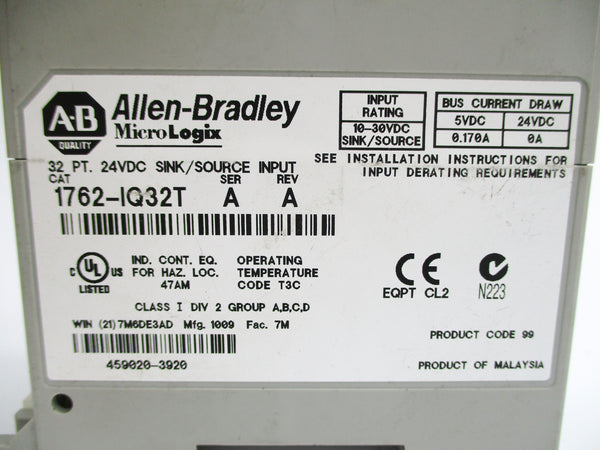 A-B
QUALITY
Allen-Bradley
MicroLogix
INPUT RATING
10-30VDC
SINK/SOURCE
BUS CURRENT DRAW
5VDC 24VDC
0.170A 0A
32 PT. 24VDC SINK/SOURCE INPUT
SEE INSTALLATION INSTRUCTIONS FOR
INPUT DERATING REQUIREMENTS
CAT SER REV
1762-IQ32T A A
C UL US
LISTED
IND. CONT. EQ.
FOR HAZ. LOC.
47AM
OPERATING
TEMPERATURE
CODE T3C
CE
EQPT CL2
N223
CLASS I DIV 2 GROUP A,B,C,D
WIN (21)7M6DE3AD Mfg. 1009 Fac. 7M
PRODUCT CODE 99
459020-3920
PRODUCT OF MALAYSIA